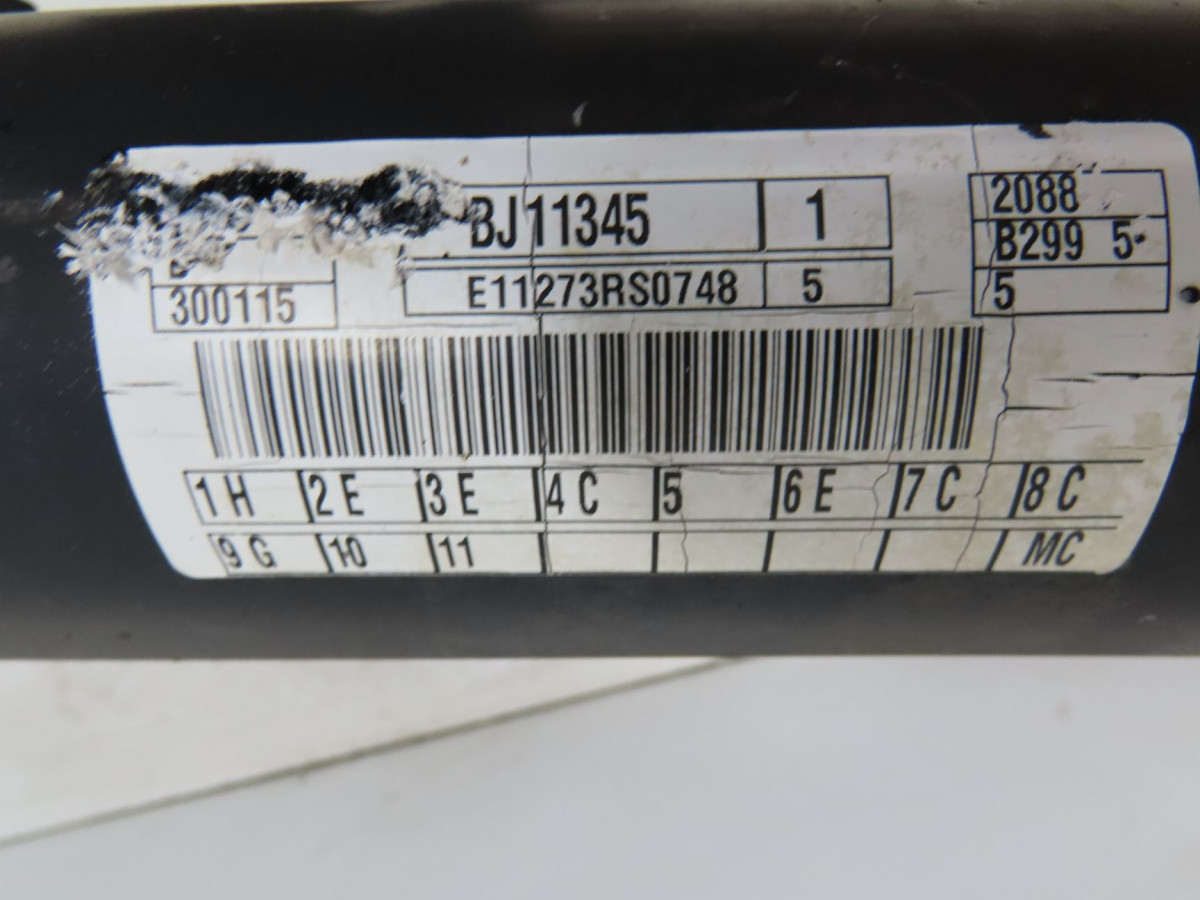 BJ11345 1
300115
E11273RS0748 5
2088
B299 5
5
1 H 2 E 3 E 4 C 5 6 E 7 C 8 C
9 G 10 11 MC